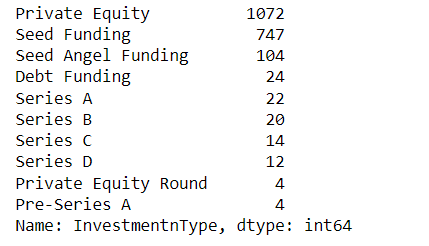 Private Equity 1072
Seed Funding 747
Seed Angel Funding 104
Debt Funding 24
Series A 22
Series B 20
Series C 14
Series D 12
Private Equity Round 4
Pre-Series A 4
Name: InvestmentnType, dtype: int64